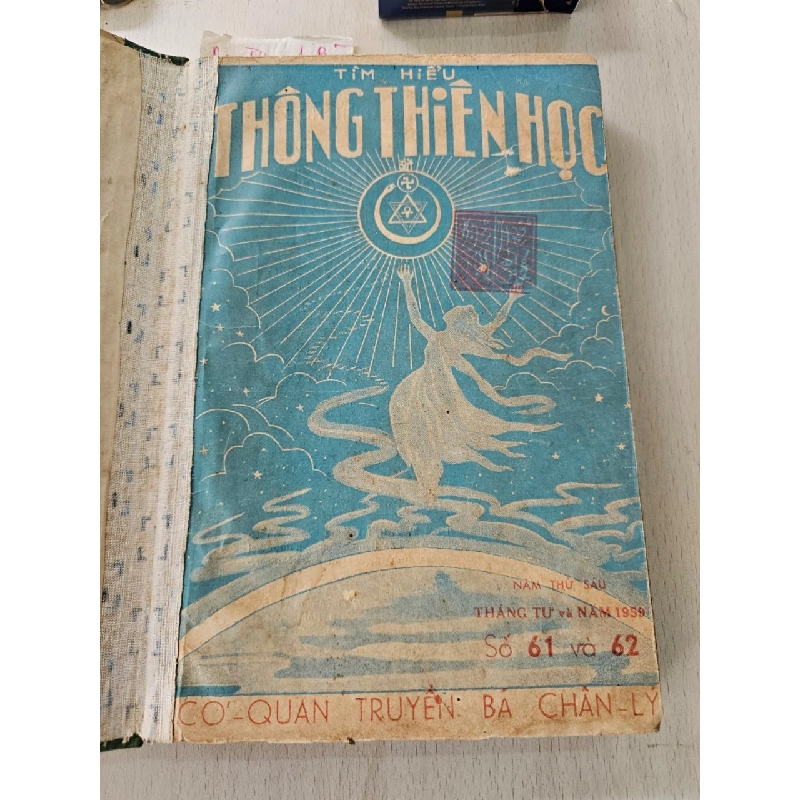 TÌM HiỂU
THÔNG THiÊN HỌC
NĂM THỨ SÁU
THÁNG TƯ và NĂM 1959
Số 61 và 62
CƠ-QUAN TRUYỀN BÁ CHÂN-LÝ